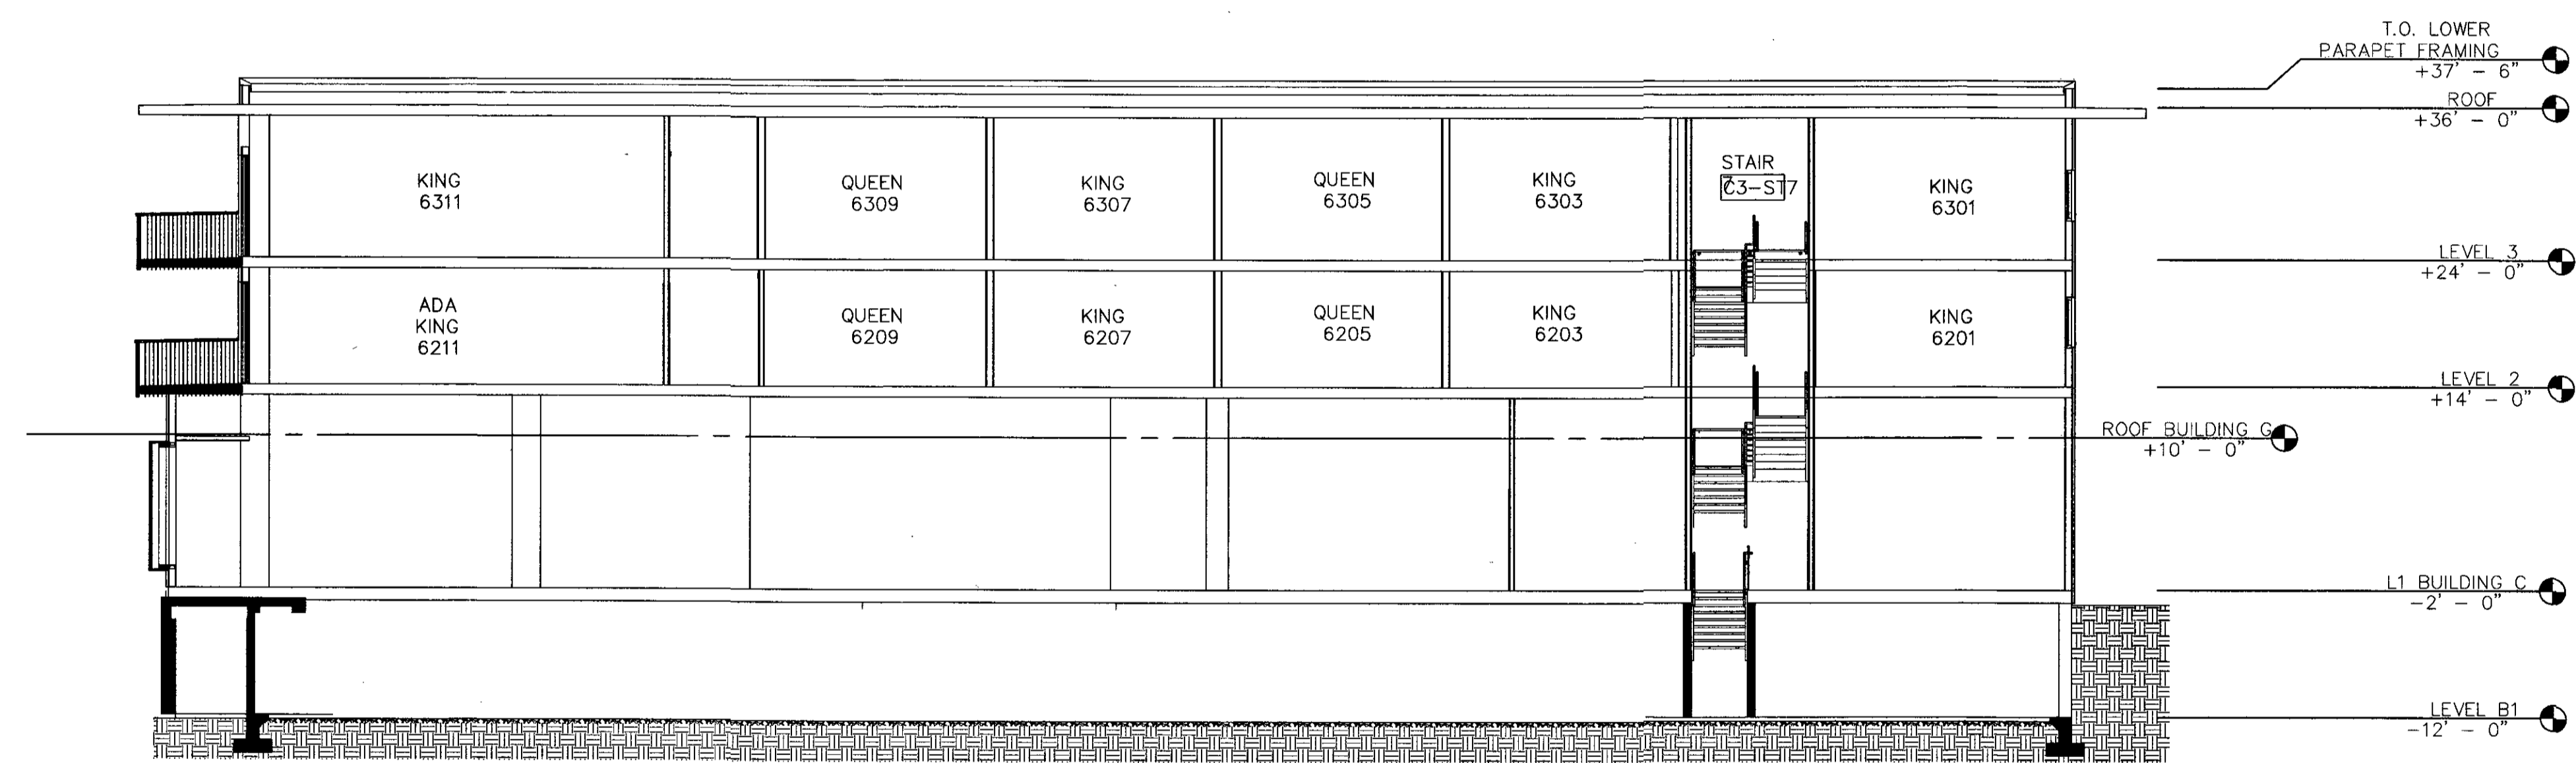 T.O. LOWER
PARAPET FRAMING
+37' - 6"
ROOF
+36' - 0"
KING
6311
QUEEN
6309
KING
6307
QUEEN
6305
KING
6303
STAIR
7
C3-ST7
KING
6301
LEVEL 3
+24' - 0"
ADA
KING
6211
QUEEN
6209
KING
6207
QUEEN
6205
KING
6203
KING
6201
LEVEL 2
+14' - 0"
ROOF BUILDING G
+10' - 0"
L1 BUILDING C
-2' - 0"
LEVEL B1
-12' - 0"